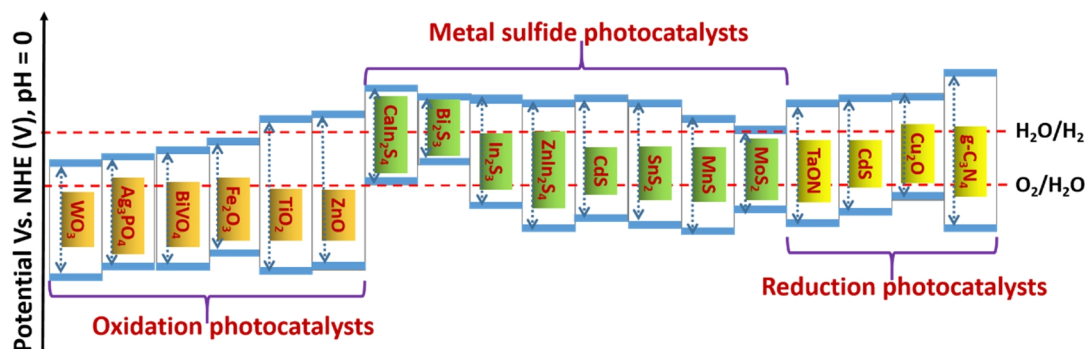 Potential Vs. NHE (V), pH = 0
Metal sulfide photocatalysts
H₂O/H₂
O₂/H₂O
WO₃
Ag₃PO₄
BiVO₄
Fe₂O₃
TiO₂
ZnO
CaIn₂S₄
Bi₂S₃
In₂S₃
ZnIn₂S₄
CdS
SnS₂
MnS
MoS₂
TaON
CdS
Cu₂O
g-C₃N₄
Oxidation photocatalysts
Reduction photocatalysts